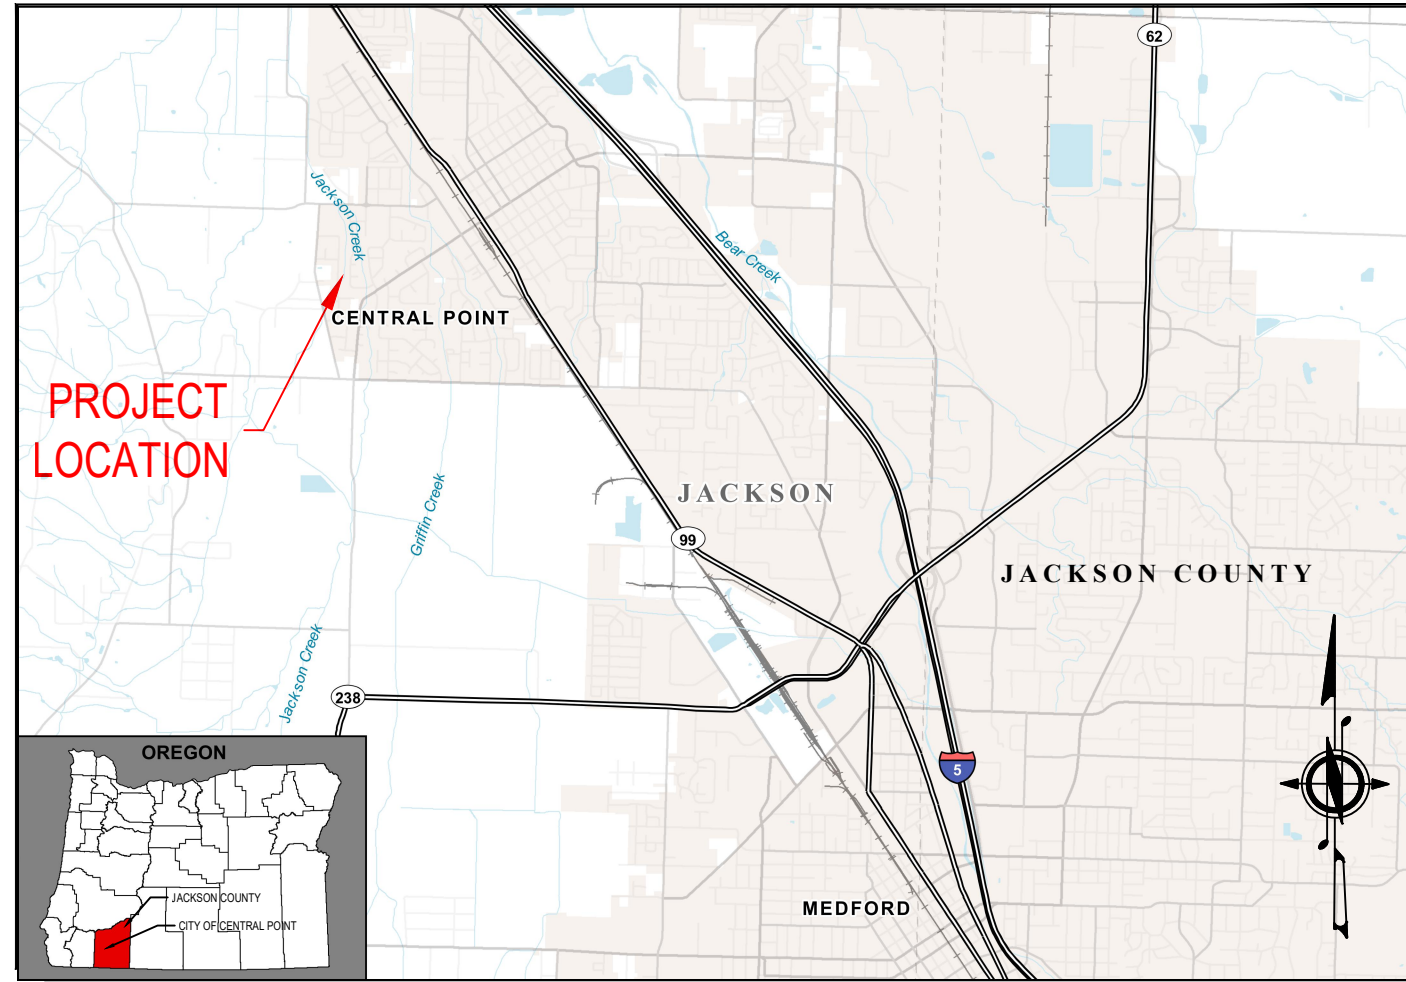 62
Jackson Creek
Bear Creek
CENTRAL POINT
PROJECT
LOCATION
Griffin Creek
JACKSON
99
JACKSON COUNTY
Jackson Creek
238
OREGON
5
JACKSON COUNTY
MEDFORD
CITY OF CENTRAL POINT